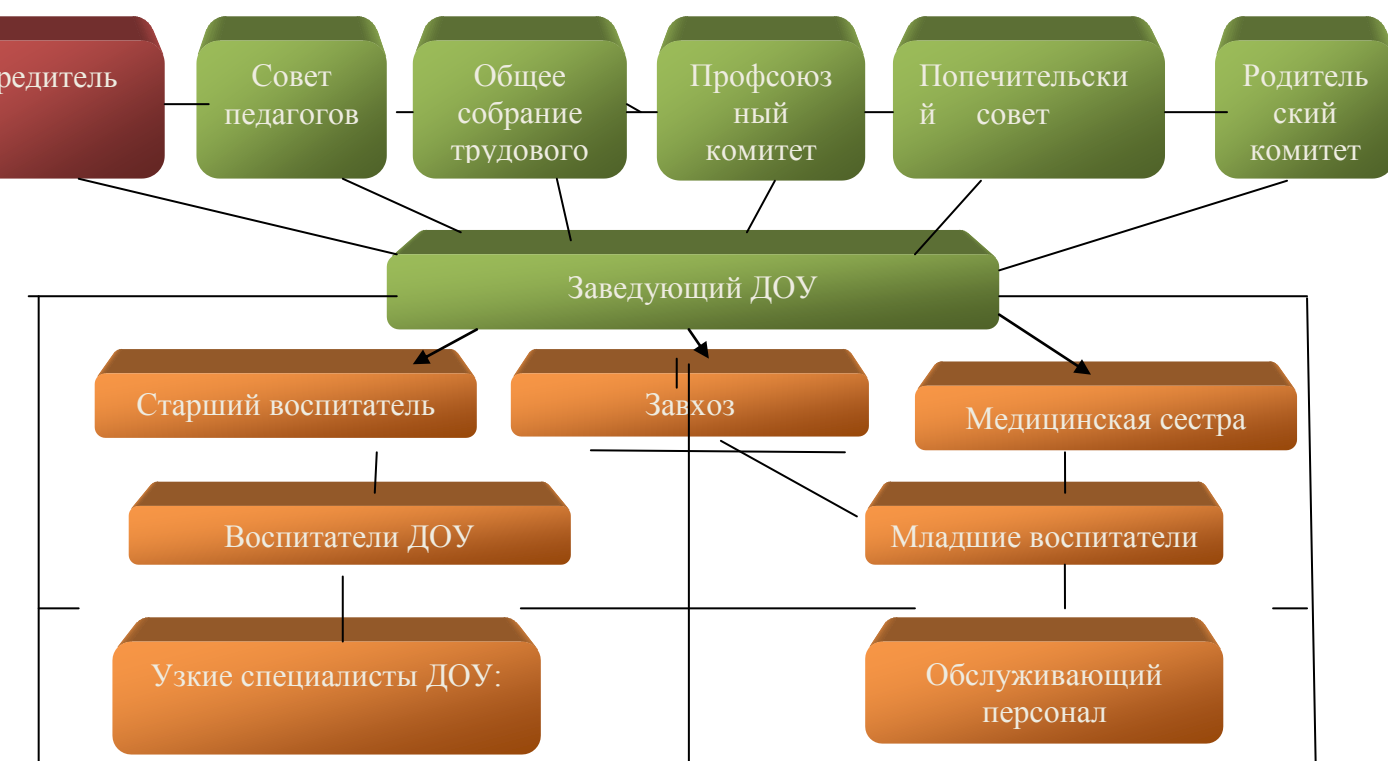 редитель
Совет
педагогов
Общее
собрание
трудового
Профсоюз
ный
комитет
Попечительски
й совет
Родитель
ский
комитет
Заведующий ДОУ
Старший воспитатель
Завхоз
Медицинская сестра
Воспитатели ДОУ
Младшие воспитатели
Узкие специалисты ДОУ:
Обслуживающий
персонал